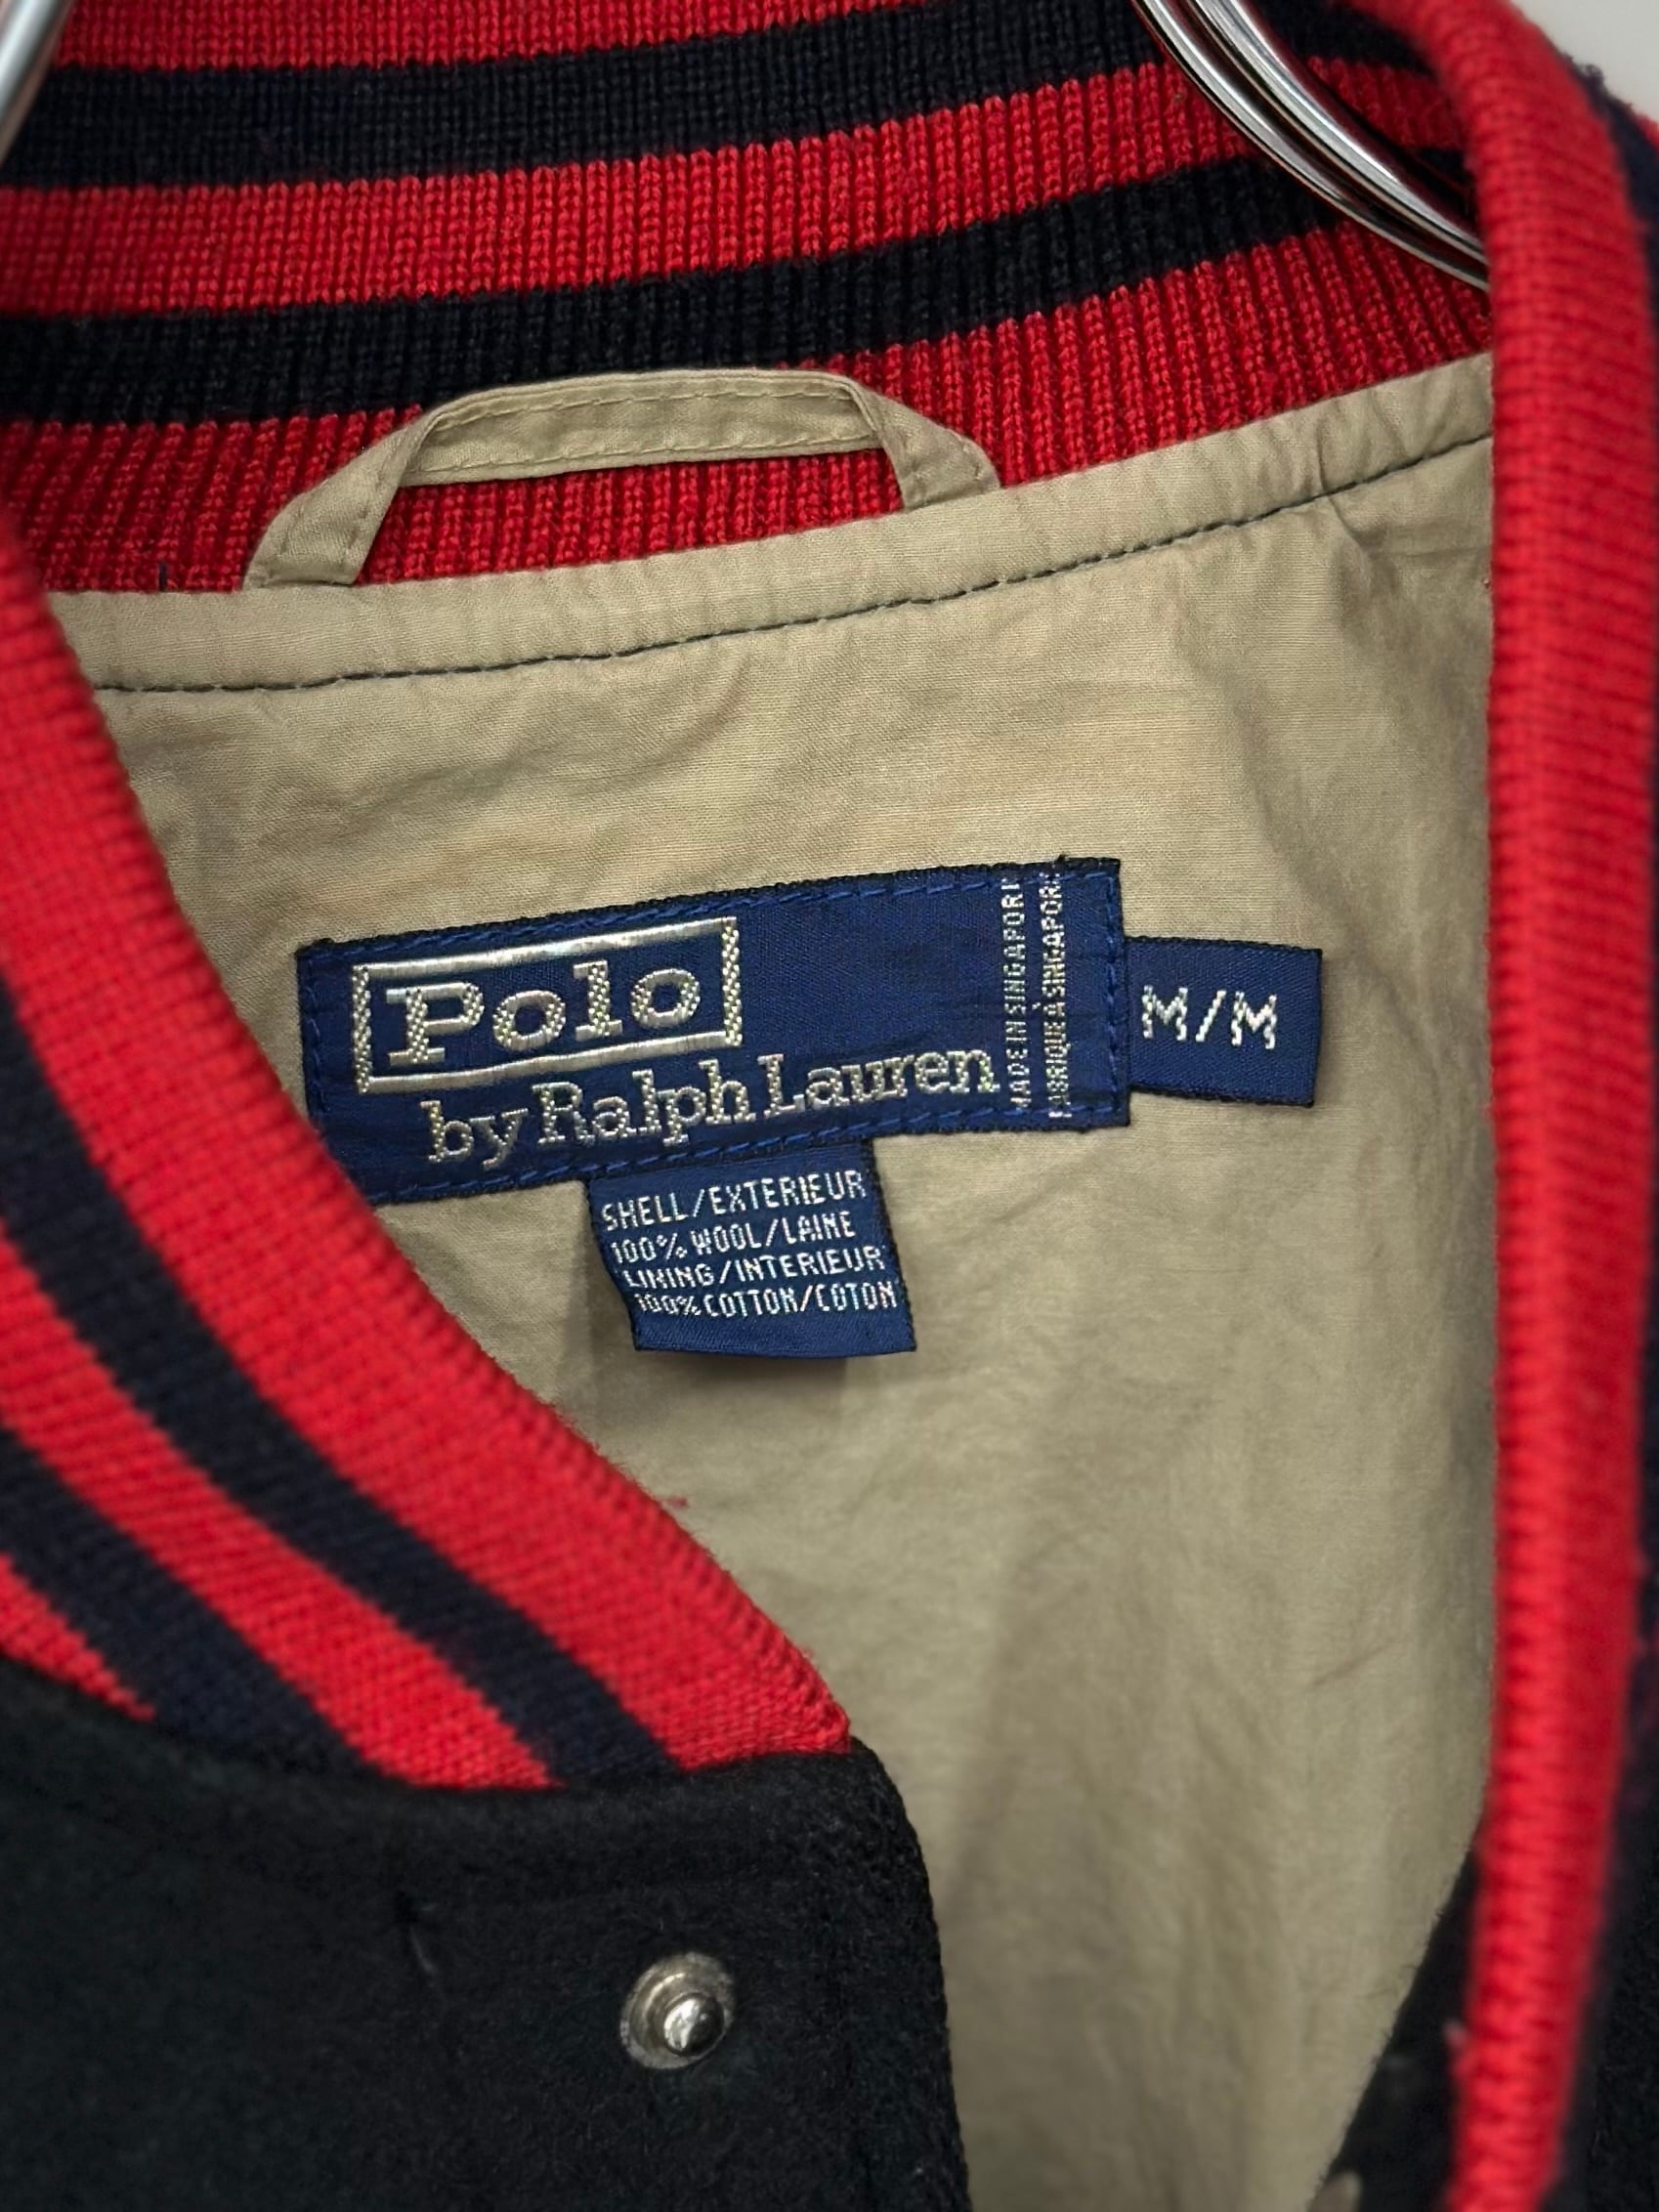 Polo
by Ralph Lauren
MADE IN SINGAPORE
FABRIQUE A SINGAPORE
M/M
SHELL/EXTERIEUR
100% WOOL/LAINE
LINING/INTERIEUR
100% COTTON/COTON